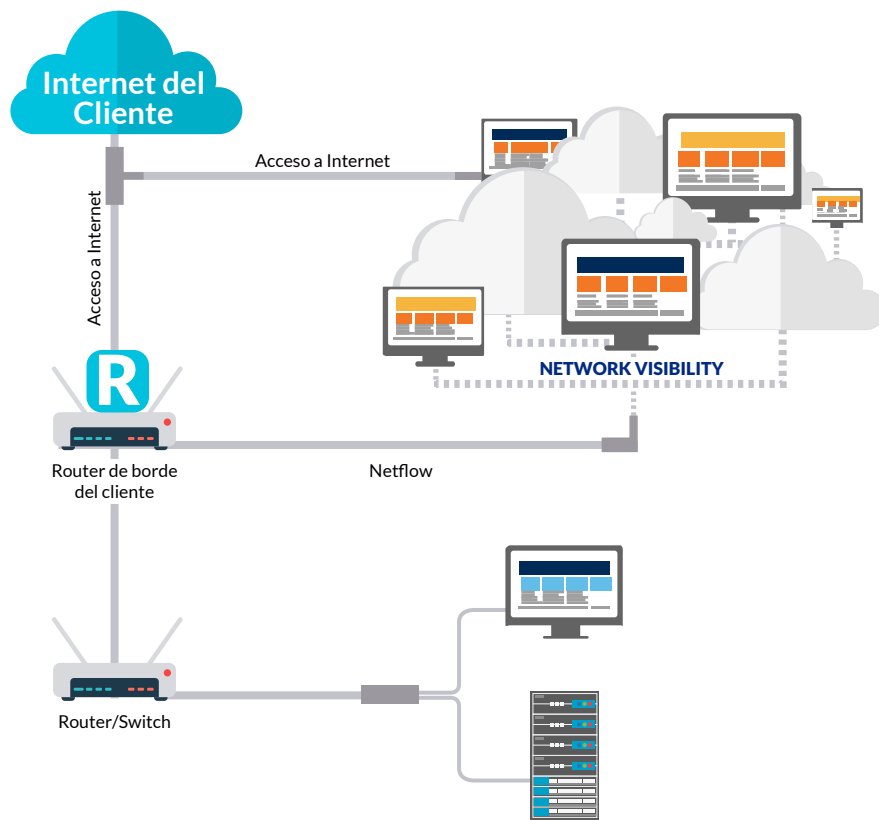 Internet del
Cliente
Acceso a Internet
Acceso a Internet
R
NETWORK VISIBILITY
Router de borde
del cliente
Netflow
Router/Switch